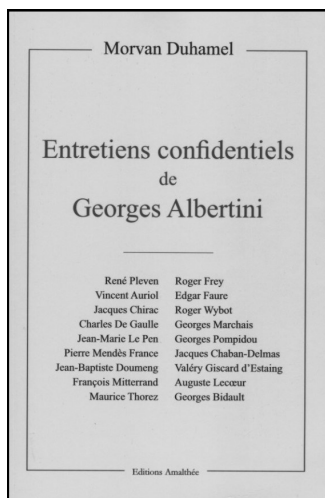 Morvan Duhamel
Entretiens confidentiels
de
Georges Albertini
René Pleven
Vincent Auriol
Jacques Chirac
Charles De Gaulle
Jean-Marie Le Pen
Pierre Mendès France
Jean-Baptiste Doumeng
François Mitterrand
Maurice Thorez
Roger Frey
Edgar Faure
Roger Wybot
Georges Marchais
Georges Pompidou
Jacques Chaban-Delmas
Valéry Giscard d'Estaing
Auguste Lecœur
Georges Bidault
Editions Amalthée